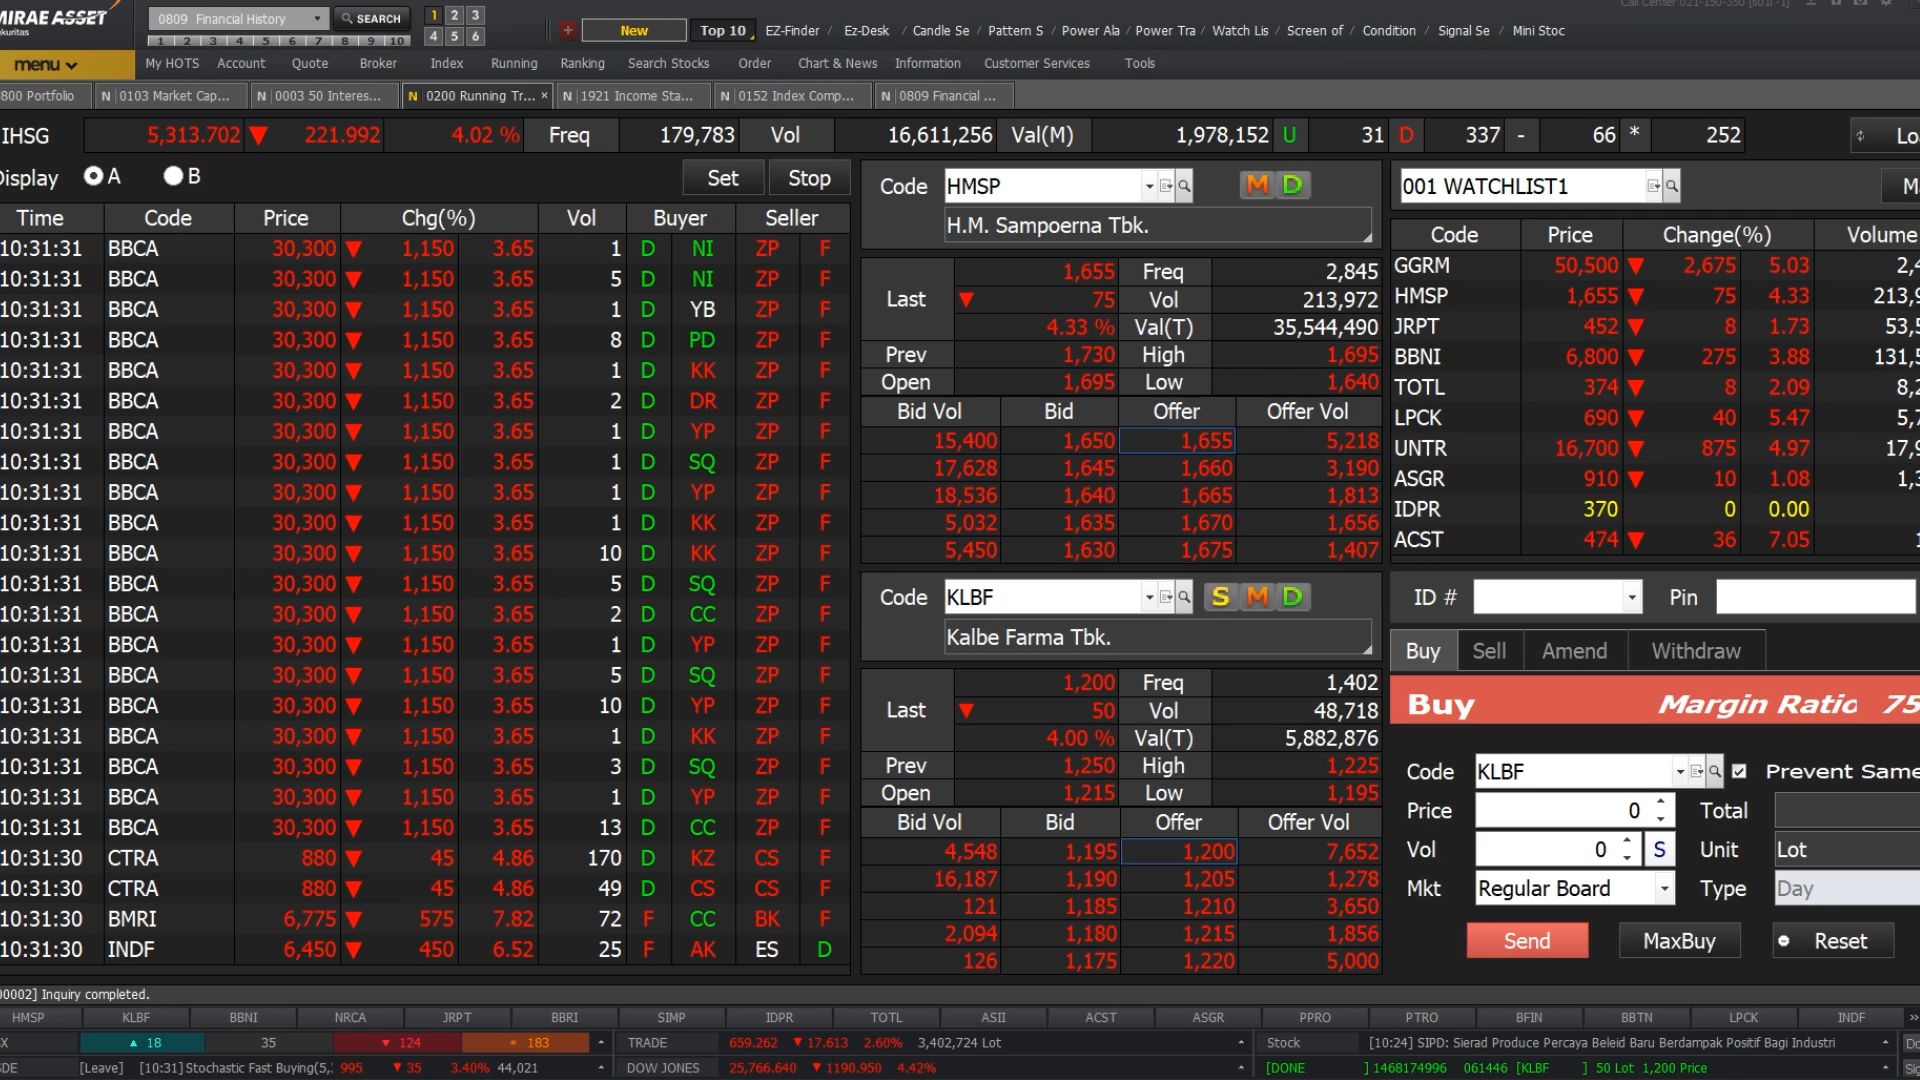 MIRAE ASSET
ekuritas
0809 Financial History
SEARCH
1 2 3 4 5 6 7 8 9 10
1 2 3
4 5 6
New
Top 10
EZ-Finder / Ez-Desk / Candle Se / Pattern S / Power Ala / Power Tra / Watch Lis / Screen of / Condition / Signal Se / Mini Stoc
menu
My HOTS Account Quote Broker Index Running Ranking Search Stocks Order Chart & News Information Customer Services Tools
800 Portfolio N 0103 Market Cap... N 0003 50 Interes... N 0200 Running Tr... × N 1921 Income Sta... N 0152 Index Comp... N 0809 Financial ...
IHSG 5,313.702 ▼ 221.992 4.02 % Freq 179,783 Vol 16,611,256 Val(M) 1,978,152 U 31 D 337 - 66 * 252
Display A B Set Stop
Time Code Price Chg(%) Vol Buyer Seller
10:31:31 BBCA 30,300 ▼ 1,150 3.65 1 D NI ZP F
10:31:31 BBCA 30,300 ▼ 1,150 3.65 5 D NI ZP F
10:31:31 BBCA 30,300 ▼ 1,150 3.65 1 D YB ZP F
10:31:31 BBCA 30,300 ▼ 1,150 3.65 8 D PD ZP F
10:31:31 BBCA 30,300 ▼ 1,150 3.65 1 D KK ZP F
10:31:31 BBCA 30,300 ▼ 1,150 3.65 2 D DR ZP F
10:31:31 BBCA 30,300 ▼ 1,150 3.65 1 D YP ZP F
10:31:31 BBCA 30,300 ▼ 1,150 3.65 1 D SQ ZP F
10:31:31 BBCA 30,300 ▼ 1,150 3.65 1 D YP ZP F
10:31:31 BBCA 30,300 ▼ 1,150 3.65 1 D KK ZP F
10:31:31 BBCA 30,300 ▼ 1,150 3.65 10 D KK ZP F
10:31:31 BBCA 30,300 ▼ 1,150 3.65 5 D SQ ZP F
10:31:31 BBCA 30,300 ▼ 1,150 3.65 2 D CC ZP F
10:31:31 BBCA 30,300 ▼ 1,150 3.65 1 D YP ZP F
10:31:31 BBCA 30,300 ▼ 1,150 3.65 5 D SQ ZP F
10:31:31 BBCA 30,300 ▼ 1,150 3.65 10 D YP ZP F
10:31:31 BBCA 30,300 ▼ 1,150 3.65 1 D KK ZP F
10:31:31 BBCA 30,300 ▼ 1,150 3.65 3 D SQ ZP F
10:31:31 BBCA 30,300 ▼ 1,150 3.65 1 D YP ZP F
10:31:31 BBCA 30,300 ▼ 1,150 3.65 13 D CC ZP F
10:31:30 CTRA 880 ▼ 45 4.86 170 D KZ CS F
10:31:30 CTRA 880 ▼ 45 4.86 49 D CS CS F
10:31:30 BMRI 6,775 ▼ 575 7.82 72 F CC BK F
10:31:30 INDF 6,450 ▼ 450 6.52 25 F AK ES D
Code HMSP M D
H.M. Sampoerna Tbk.
1,655 Freq 2,845
Last ▼ 75 Vol 213,972
4.33 % Val(T) 35,544,490
Prev 1,730 High 1,695
Open 1,695 Low 1,640
Bid Vol Bid Offer Offer Vol
15,400 1,650 1,655 5,218
17,628 1,645 1,660 3,190
18,536 1,640 1,665 1,813
5,032 1,635 1,670 1,656
5,450 1,630 1,675 1,407
Code KLBF S M D
Kalbe Farma Tbk.
1,200 Freq 1,402
Last ▼ 50 Vol 48,718
4.00 % Val(T) 5,882,876
Prev 1,250 High 1,225
Open 1,215 Low 1,195
Bid Vol Bid Offer Offer Vol
4,548 1,195 1,200 7,652
16,187 1,190 1,205 1,278
121 1,185 1,210 3,650
2,094 1,180 1,215 1,856
126 1,175 1,220 5,000
001 WATCHLIST1
Code Price Change(%) Volume
GGRM 50,500 ▼ 2,675 5.03 2,4
HMSP 1,655 ▼ 75 4.33 213,9
JRPT 452 ▼ 8 1.73 53,5
BBNI 6,800 ▼ 275 3.88 131,5
TOTL 374 ▼ 8 2.09 8,2
LPCK 690 ▼ 40 5.47 5,7
UNTR 16,700 ▼ 875 4.97 17,9
ASGR 910 ▼ 10 1.08 1,3
IDPR 370 0 0.00
ACST 474 ▼ 36 7.05 1
ID # Pin
Buy Sell Amend Withdraw
Buy Margin Ratio 75
Code KLBF Prevent Same
Price 0 Total
Vol 0 S Unit Lot
Mkt Regular Board Type Day
Send MaxBuy Reset
00002] Inquiry completed.
HMSP KLBF BBNI NRCA JRPT BBRI SIMP IDPR TOTL ASII ACST ASGR PPRO PTRO BFIN BBTN LPCK INDF »
X ▲ 18 35 ▼ 124 * 183 TRADE 659.262 ▼ 17.613 2.60% 3,402,724 Lot Stock [10:24] SIPD: Sierad Produce Percaya Beleid Baru Berdampak Positif Bagi Industri
SDE [Leave] [10:31]Stochastic Fast Buying(5,: 995 ▼ 35 3.40% 44,021 DOW JONES 25,766.640 ▼ 1190.950 4.42% [DONE ] 1468174996 061446 [KLBF ] 50 Lot 1,200 Price